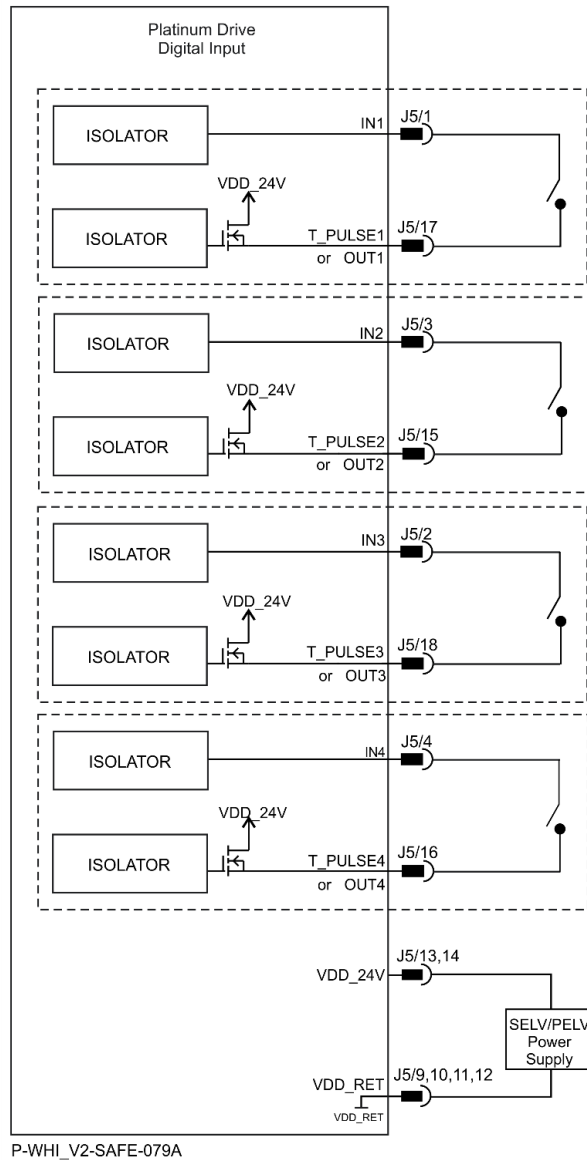 Platinum Drive
Digital Input
ISOLATOR
IN1
J5/1
VDD_24V
ISOLATOR
T_PULSE1
or OUT1
J5/17
ISOLATOR
IN2
J5/3
VDD_24V
ISOLATOR
T_PULSE2
or OUT2
J5/15
ISOLATOR
IN3
J5/2
VDD_24V
ISOLATOR
T_PULSE3
or OUT3
J5/18
ISOLATOR
IN4
J5/4
VDD_24V
ISOLATOR
T_PULSE4
or OUT4
J5/16
VDD_24V
J5/13,14
SELV/PELV
Power
Supply
VDD_RET
J5/9,10,11,12
VDD_RET
P-WHI_V2-SAFE-079A